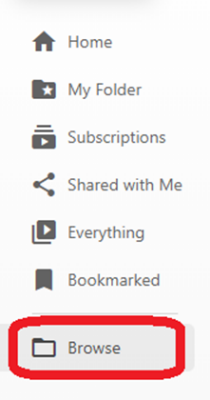 Home
My Folder
Subscriptions
Shared with Me
Everything
Bookmarked
Browse